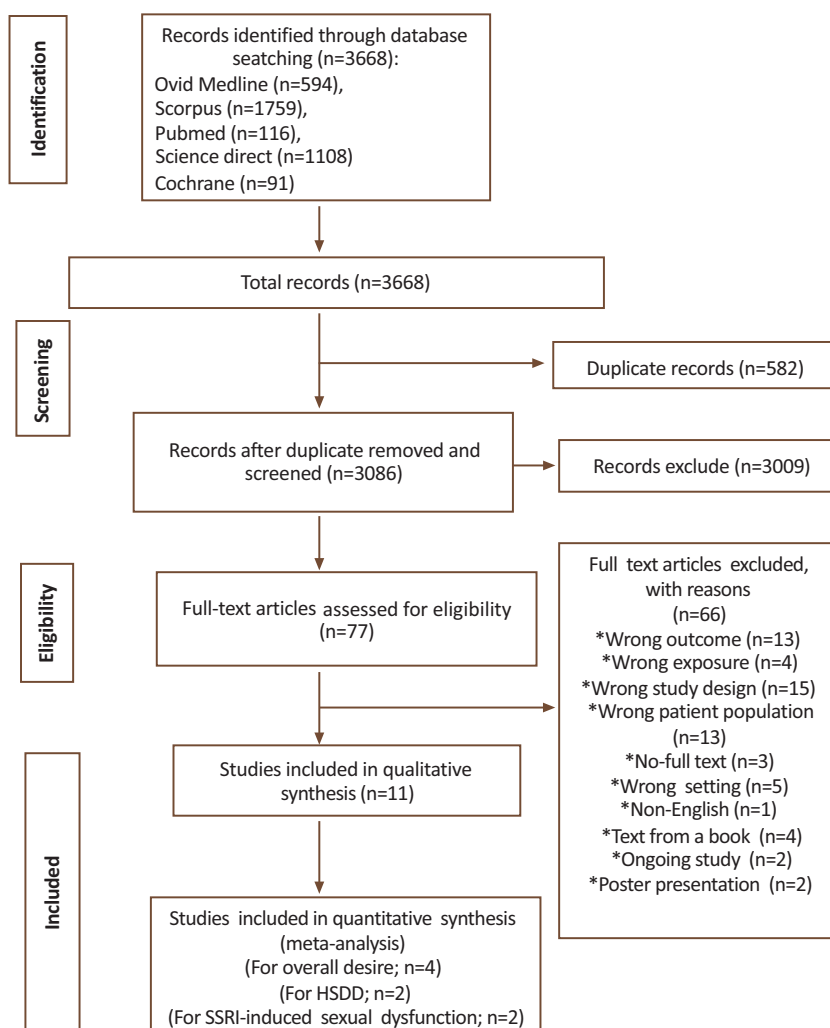 Identification
Records identified through database
seatching (n=3668):
Ovid Medline (n=594),
Scorpus (n=1759),
Pubmed (n=116),
Science direct (n=1108)
Cochrane (n=91)
Total records (n=3668)
Screening
Duplicate records (n=582)
Records after duplicate removed and
screened (n=3086)
Records exclude (n=3009)
Eligibility
Full-text articles assessed for eligibility
(n=77)
Full text articles excluded,
with reasons
(n=66)
*Wrong outcome (n=13)
*Wrong exposure (n=4)
*Wrong study design (n=15)
*Wrong patient population
(n=13)
*No-full text (n=3)
*Wrong setting (n=5)
*Non-English (n=1)
*Text from a book (n=4)
*Ongoing study (n=2)
*Poster presentation (n=2)
Included
Studies included in qualitative
synthesis (n=11)
Studies included in quantitative synthesis
(meta-analysis)
(For overall desire; n=4)
(For HSDD; n=2)
(For SSRI-induced sexual dysfunction; n=2)